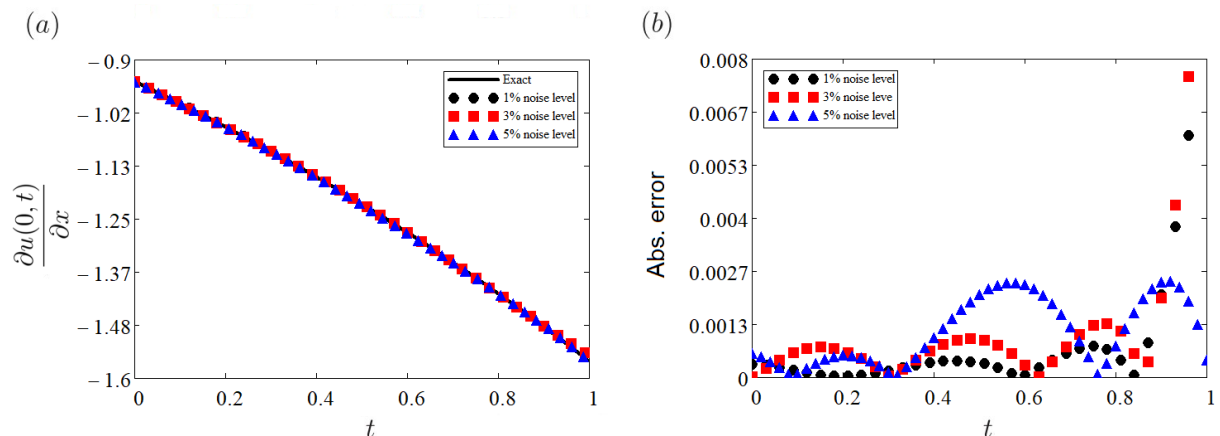 (a)
−0.9
−1.02
−1.13
−1.25
−1.37
−1.48
−1.6
∂u(0, t)
∂x
Exact
1% noise level
3% noise level
5% noise level
0 0.2 0.4 0.6 0.8 1
t
(b)
0.008
0.0067
0.0053
0.004
0.0027
0.0013
0
Abs. error
1% noise level
3% noise leve
5% noise level
0 0.2 0.4 0.6 0.8 1
t